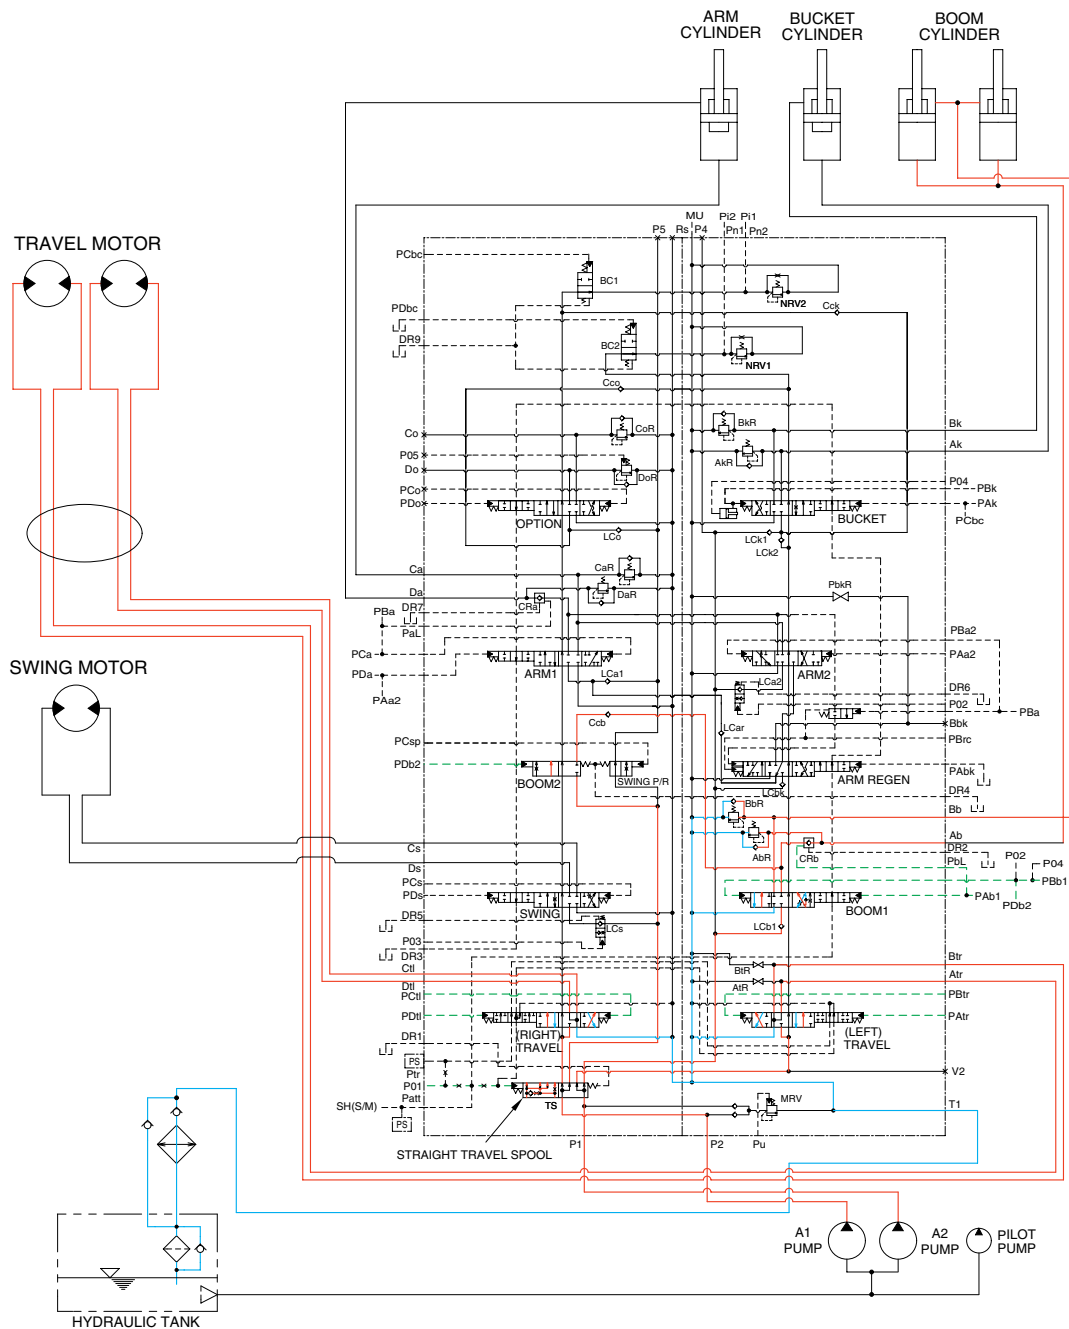 ARM
CYLINDER
BUCKET
CYLINDER
BOOM
CYLINDER
TRAVEL MOTOR
SWING MOTOR
MU
Pi2 Pi1
P5 Rs P4 Pn1 Pn2
PCbc
BC1
NRV2
Cck
PDbc
DR9
BC2
NRV1
Cco
Co
CoR
BkR
Bk
P05
Ak
Do
DoR
AkR
PCo
P04
PBk
PDo
PAk
OPTION
BUCKET
PCbc
LCo
LCk1
LCk2
Ca
CaR
Da
DaR
PbkR
CRa
DR7
PBa
PaL
PBa2
PCa
PAa2
PDa
ARM1
ARM2
PAa2
LCa1
LCa2
DR6
P02
PBa
Ccb
LCar
Bbk
PCsp
PBrc
PDb2
PAbk
BOOM2
SWING P/R
ARM REGEN
LCbk
DR4
BbR
Bb
Cs
AbR
CRb
Ab
DR2
Ds
PbL
P02
P04
PCs
PBb1
PDs
PAb1
PDb2
SWING
BOOM1
DR5
LCs
LCb1
P03
DR3
Btr
Ctl
BtR
Atr
Dtl
AtR
PCtl
PBtr
PDtl
PAtr
(RIGHT)
TRAVEL
(LEFT)
TRAVEL
DR1
PS
Ptr
V2
P01
Patt
TS
MRV
SH(S/M)
T1
PS
STRAIGHT TRAVEL SPOOL
P1
P2
Pu
A1
PUMP
A2
PUMP
PILOT
PUMP
HYDRAULIC TANK